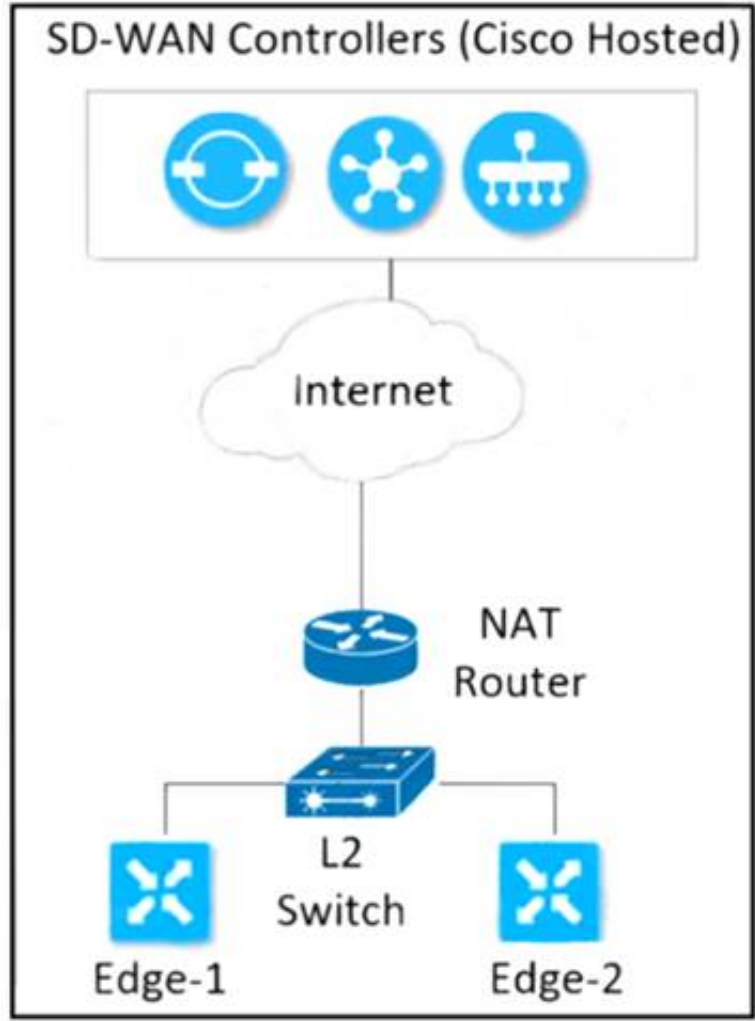 SD-WAN Controllers (Cisco Hosted)
Internet
NAT
Router
L2
Switch
Edge-1
Edge-2